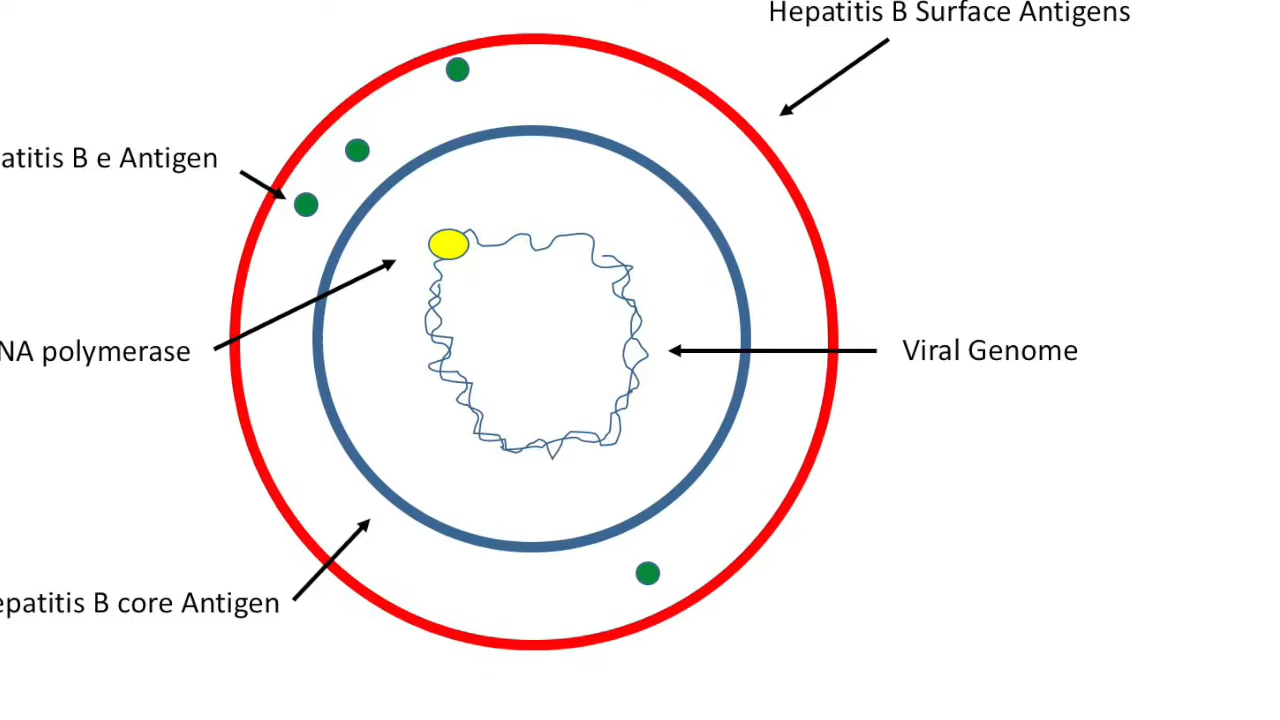 Hepatitis B Surface Antigens
atitis B e Antigen
NA polymerase
Viral Genome
epatitis B core Antigen